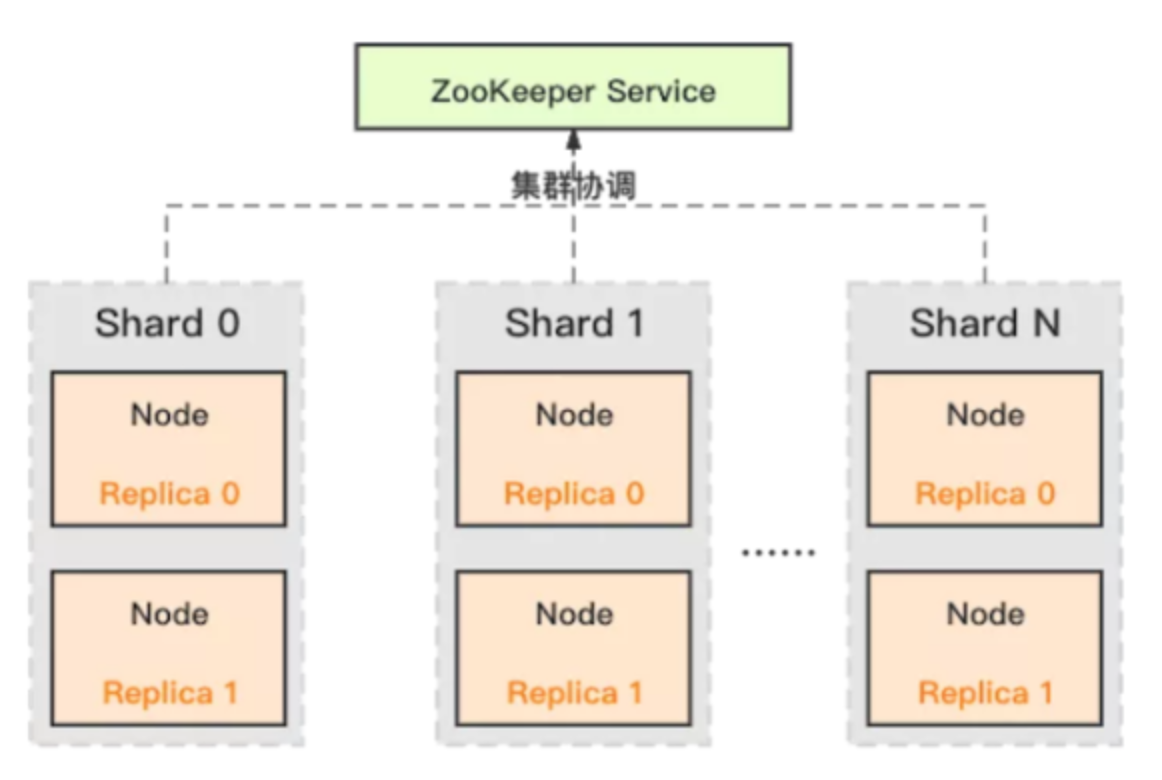 ZooKeeper Service
集群协调
Shard 0
Node
Replica 0
Node
Replica 1
Shard 1
Node
Replica 0
Node
Replica 1
......
Shard N
Node
Replica 0
Node
Replica 1